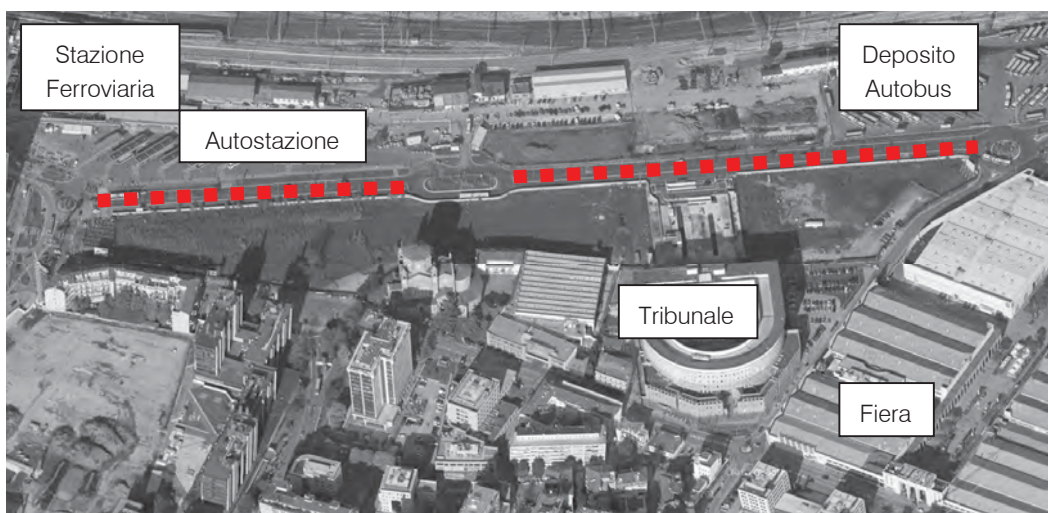 Stazione
Ferroviaria
Autostazione
Deposito
Autobus
Tribunale
Fiera